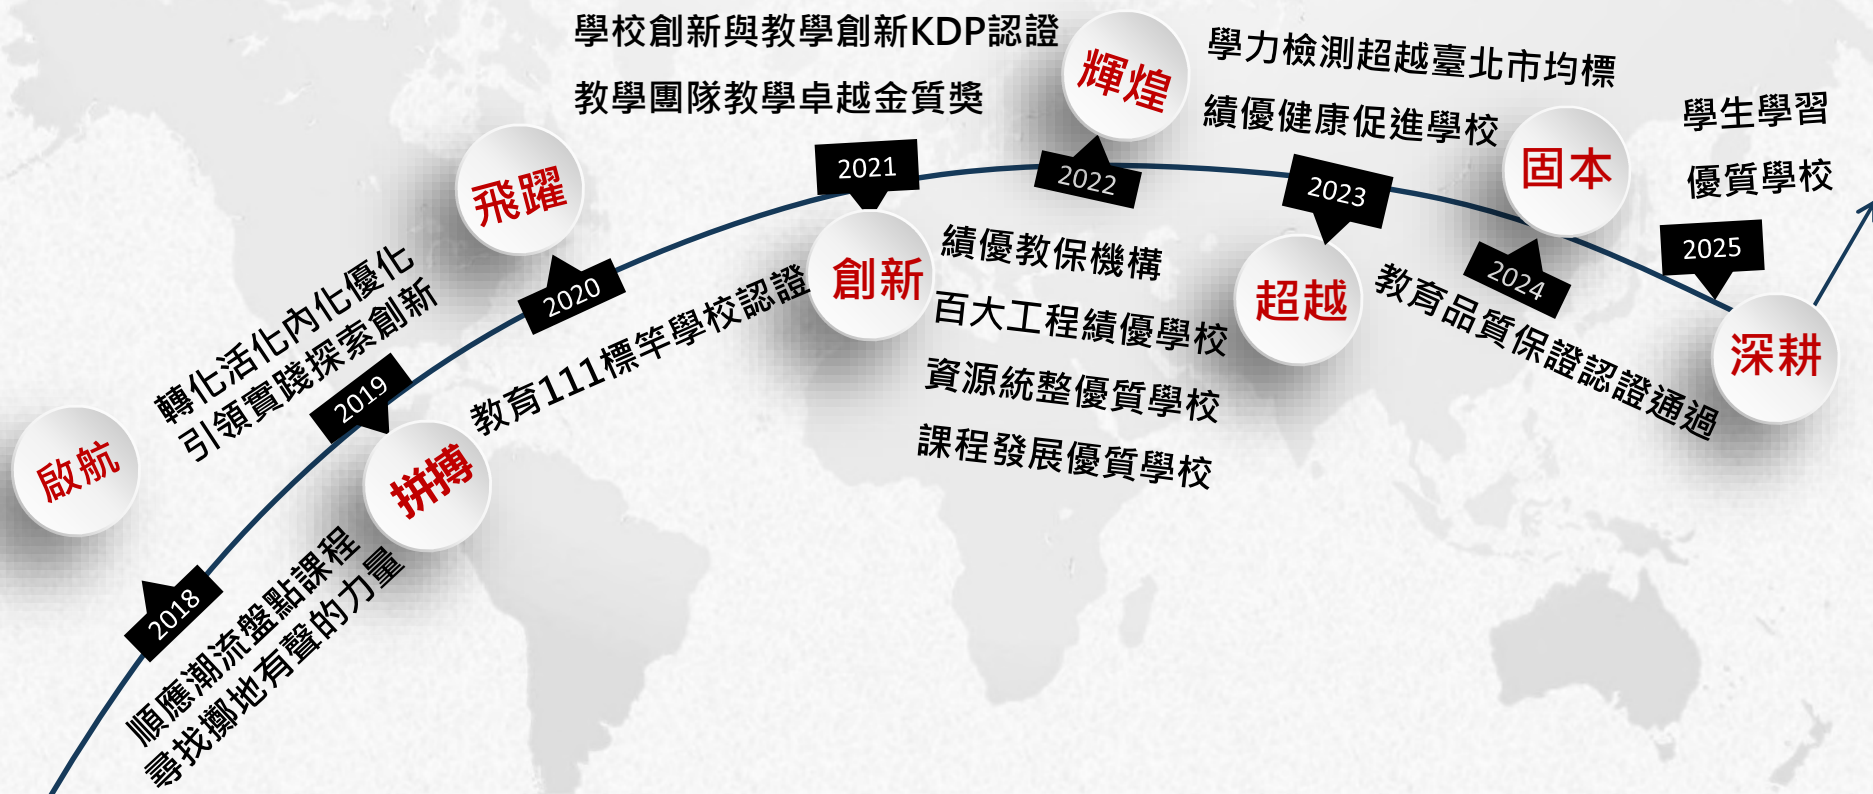 啟航
2018
順應潮流盤點課程
尋找擲地有聲的力量
轉化活化內化優化
引領實踐探索創新
2019
拼搏
飛躍
2020
教育111標竿學校認證
學校創新與教學創新KDP認證
教學團隊教學卓越金質獎
2021
創新
績優教保機構
百大工程績優學校
資源統整優質學校
課程發展優質學校
輝煌
2022
學力檢測超越臺北市均標
績優健康促進學校
2023
超越
固本
2024
教育品質保證認證通過
學生學習
優質學校
2025
深耕